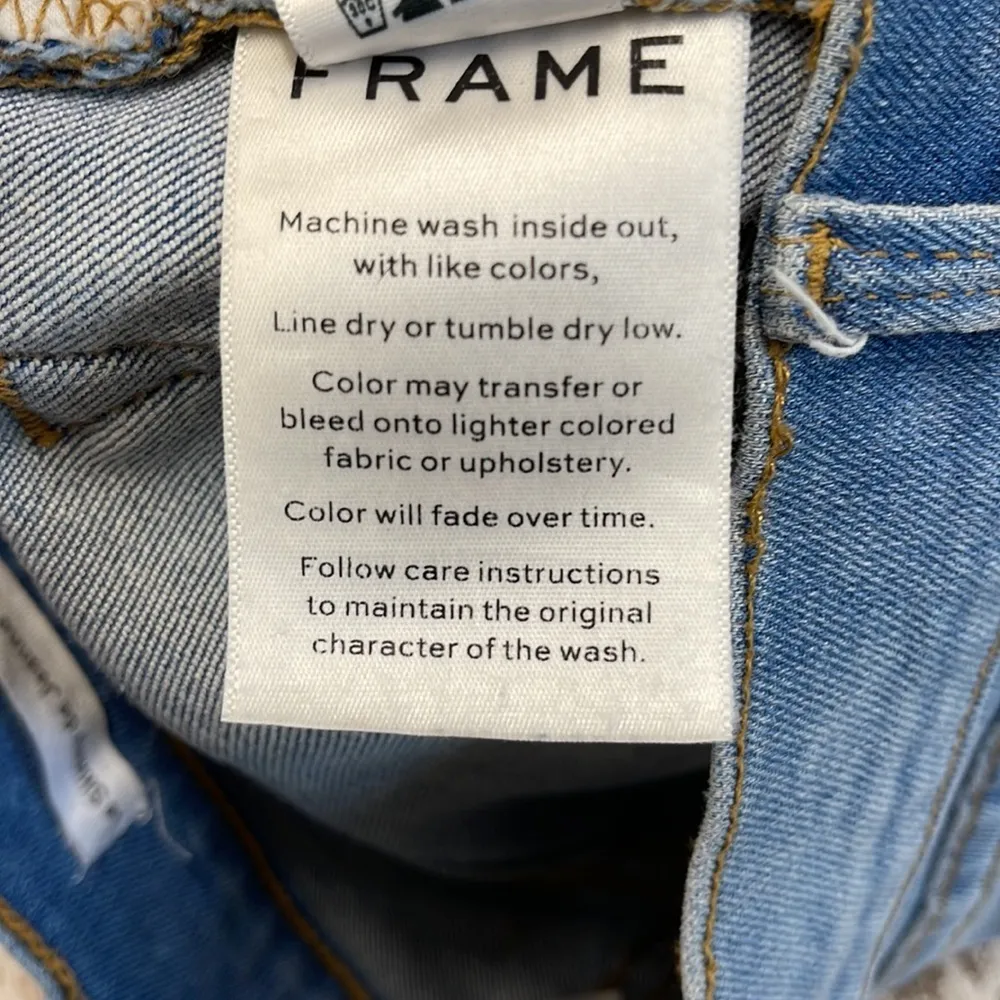 FRAME
Machine wash inside out,
with like colors,
Line dry or tumble dry low.
Color may transfer or
bleed onto lighter colored
fabric or upholstery.
Color will fade over time.
Follow care instructions
to maintain the original
character of the wash.